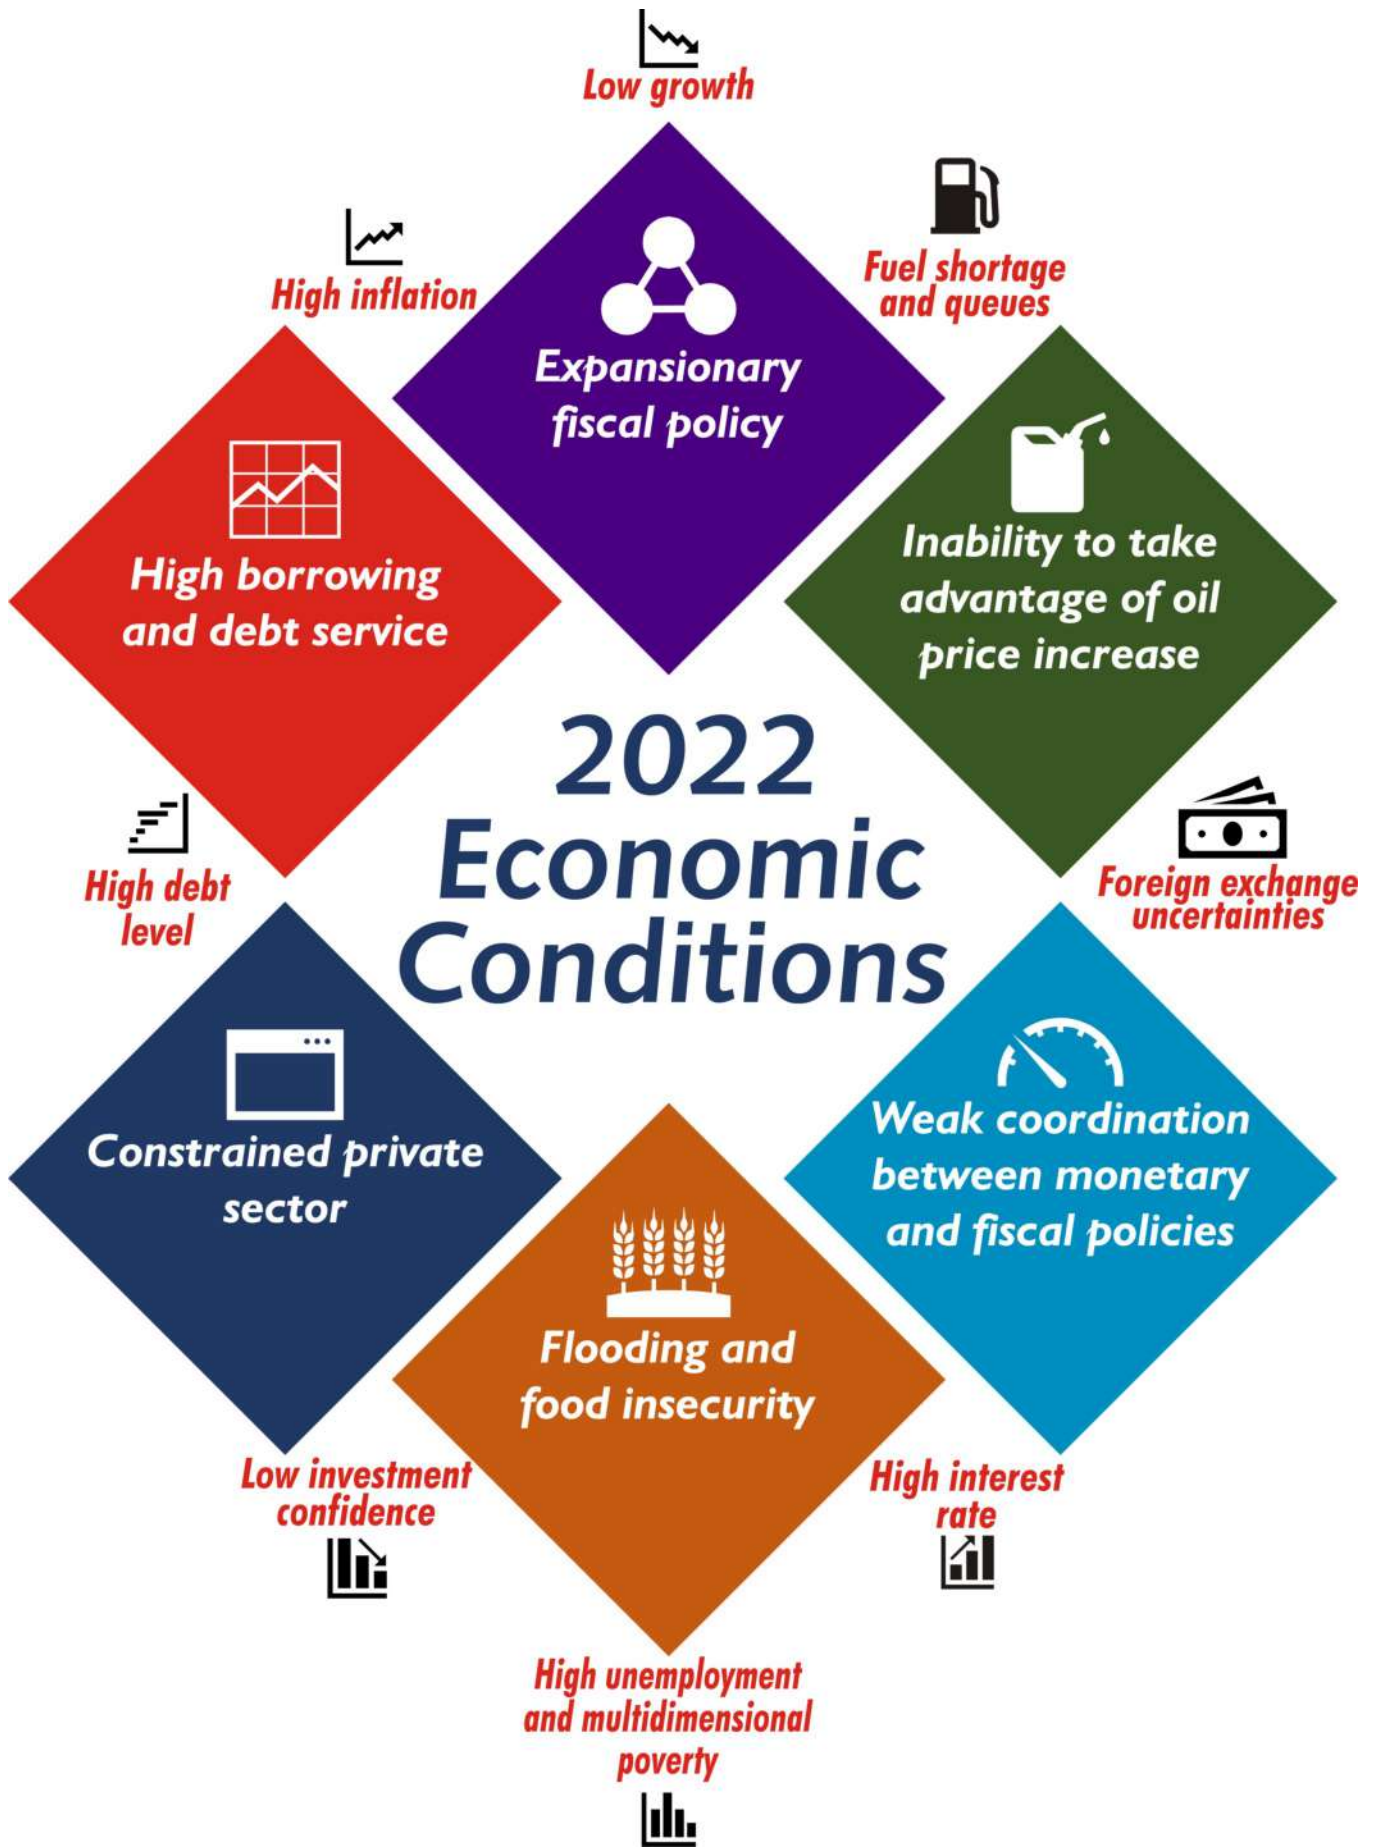 Low growth
Fuel shortage
and queues
High inflation
Expansionary
fiscal policy
Inability to take
advantage of oil
price increase
High borrowing
and debt service
2022
Economic
Conditions
High debt
level
Foreign exchange
uncertainties
Constrained private
sector
Weak coordination
between monetary
and fiscal policies
Flooding and
food insecurity
Low investment
confidence
High interest
rate
High unemployment
and multidimensional
poverty